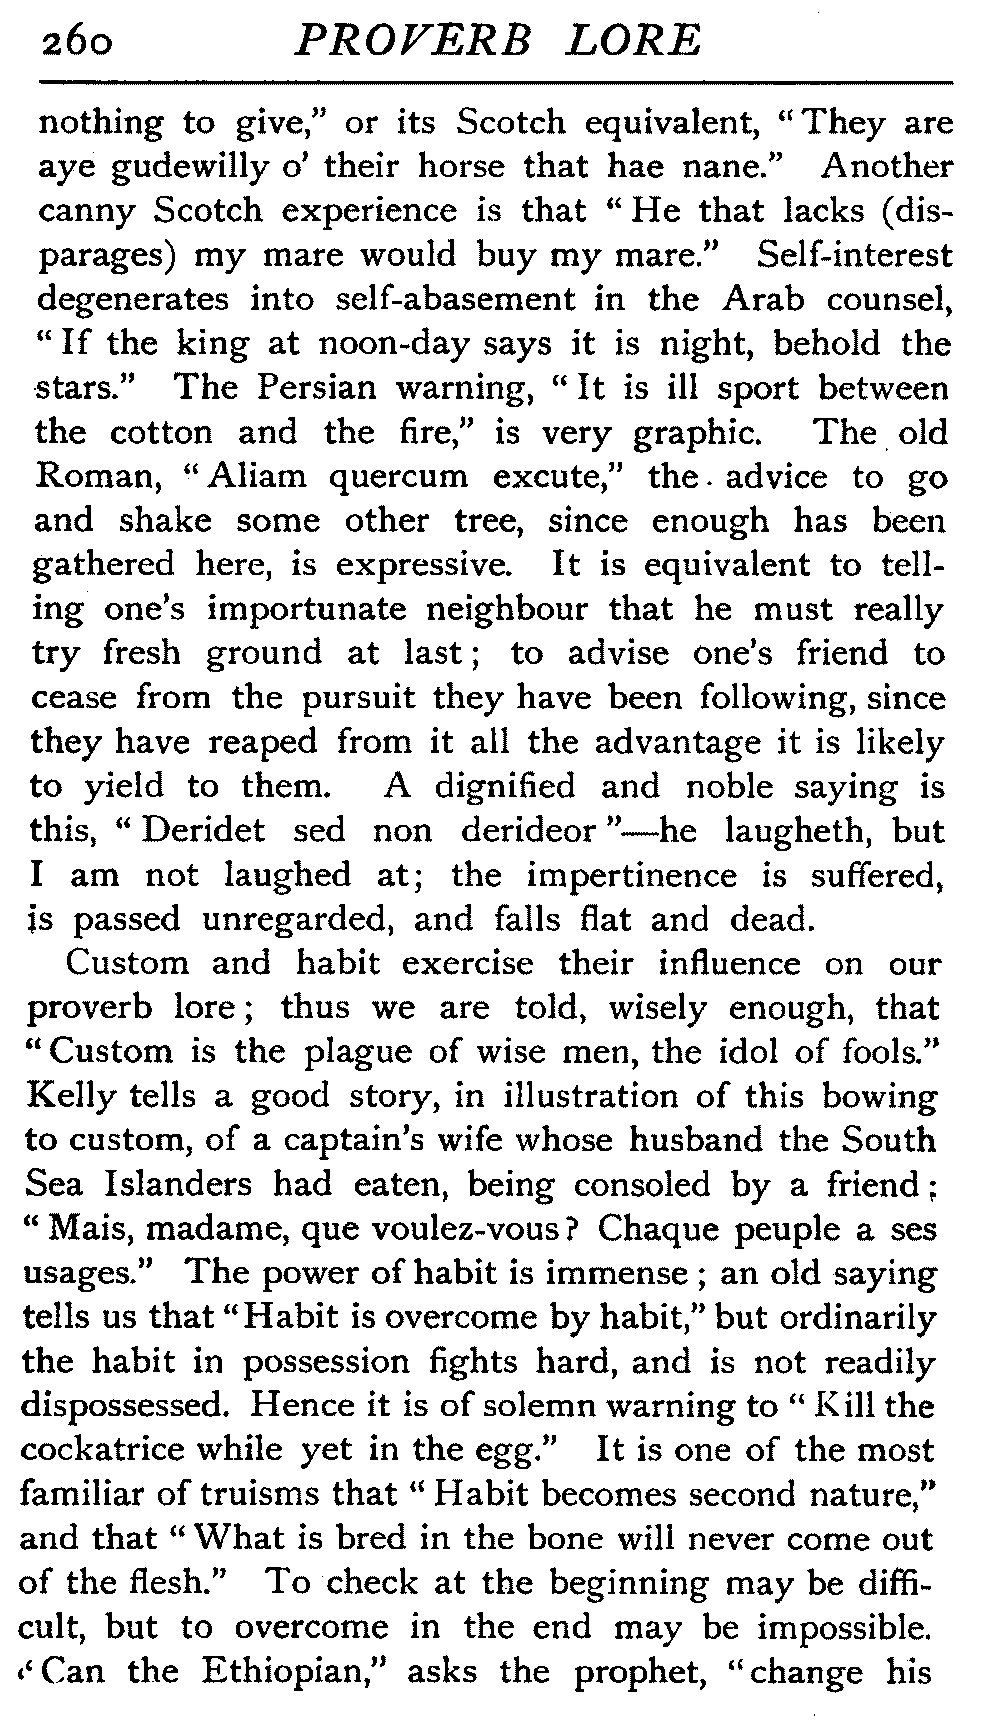 260 PROVERB LORE
nothing to give,” or its Scotch equivalent, “They are
aye gudewilly o’ their horse that hae nane.” Another
canny Scotch experience is that “He that lacks (dis-
parages) my mare would buy my mare.” Self-interest
degenerates into self-abasement in the Arab counsel,
“If the king at noon-day says it is night, behold the
stars.” The Persian warning, “It is ill sport between
the cotton and the fire,” is very graphic. The old
Roman, “Aliam quercum excute,” the advice to go
and shake some other tree, since enough has been
gathered here, is expressive. It is equivalent to tell-
ing one’s importunate neighbour that he must really
try fresh ground at last; to advise one’s friend to
cease from the pursuit they have been following, since
they have reaped from it all the advantage it is likely
to yield to them. A dignified and noble saying is
this, “Deridet sed non derideor”—he laugheth, but
I am not laughed at; the impertinence is suffered,
is passed unregarded, and falls flat and dead.
Custom and habit exercise their influence on our
proverb lore; thus we are told, wisely enough, that
“Custom is the plague of wise men, the idol of fools.”
Kelly tells a good story, in illustration of this bowing
to custom, of a captain’s wife whose husband the South
Sea Islanders had eaten, being consoled by a friend;
“Mais, madame, que voulez-vous? Chaque peuple a ses
usages.” The power of habit is immense; an old saying
tells us that “Habit is overcome by habit,” but ordinarily
the habit in possession fights hard, and is not readily
dispossessed. Hence it is of solemn warning to “Kill the
cockatrice while yet in the egg.” It is one of the most
familiar of truisms that “Habit becomes second nature,”
and that “What is bred in the bone will never come out
of the flesh.” To check at the beginning may be diffi-
cult, but to overcome in the end may be impossible.
“Can the Ethiopian,” asks the prophet, “change his